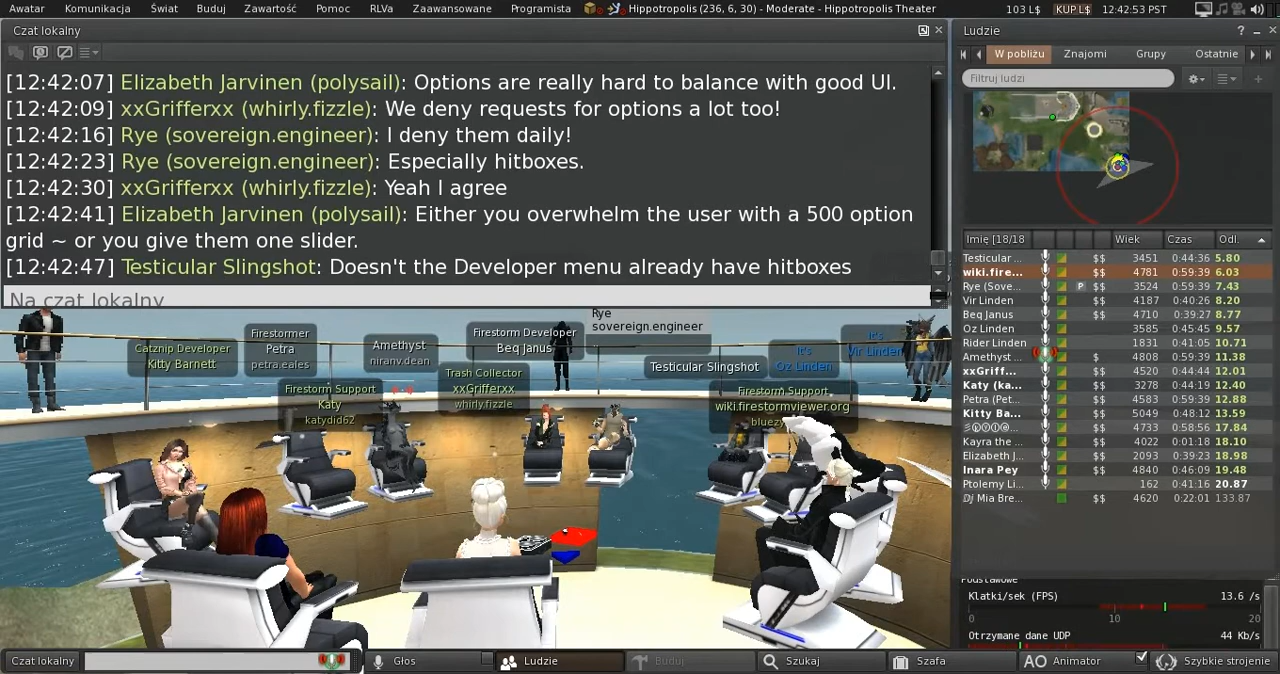 Awatar Komunikacja Świat Buduj Zawartość Pomoc RLVa Zaawansowane Programista Hippotropolis (236, 6, 30) - Moderate - Hippotropolis Theater 103 L$ KUP L$ 12:42:53 PST
Czat lokalny
[12:42:07] Elizabeth Jarvinen (polysail): Options are really hard to balance with good UI.
[12:42:09] xxGrifferxx (whirly.fizzle): We deny requests for options a lot too!
[12:42:16] Rye (sovereign.engineer): I deny them daily!
[12:42:23] Rye (sovereign.engineer): Especially hitboxes.
[12:42:30] xxGrifferxx (whirly.fizzle): Yeah I agree
[12:42:41] Elizabeth Jarvinen (polysail): Either you overwhelm the user with a 500 option
grid ~ or you give them one slider.
[12:42:47] Testicular Slingshot: Doesn't the Developer menu already have hitboxes
Na czat lokalny
Rye
sovereign.engineer
Catznip Developer
Kitty Barnett
Firestormer
Petra
petra.eales
Amethyst
niranv.dean
Firestorm Developer
Beq Janus
Testicular Slingshot
It's
Oz Linden
It's
Vir Linden
Firestorm Support
Katy
katydid62
Trash Collector
xxGrifferxx
whirly.fizzle
Firestorm Support
wiki.firestormviewer.org
Ludzie
W pobliżu Znajomi Grupy Ostatnie
Filtruj ludzi
Imię [18/18 Wiek Czas Odl.
Testicular ... $$ 3451 0:44:36 5.80
wiki.fire... $$ 4781 0:59:39 6.03
Rye (Sove... P $$ 3524 0:59:39 7.43
Vir Linden $$ 4187 0:40:26 8.20
Beq Janus $$ 4710 0:39:27 8.77
Oz Linden 3585 0:45:45 9.57
Rider Linden 1831 0:41:05 10.71
Amethyst ... $ 4808 0:59:39 11.38
xxGriff... $$ 4520 0:44:44 12.01
Katy (ka... $ 3278 0:44:19 12.40
Petra (Pet... $$ 4583 0:59:39 12.88
Kitty Ba... $$ 5049 0:48:12 13.59
$$ 4733 0:58:56 17.84
Kayra the ... $$ 4022 0:01:18 18.10
Elizabeth J... $$ 2093 0:39:23 18.98
Inara Pey $$ 4840 0:46:09 19.48
Ptolemy Li... 162 0:41:16 20.87
Dj Mia Bre... $$ 4620 0:22:01 133.87
Podstawowe
Klatki/sek (FPS) 13.6 /s
0 10 20
Otrzymane dane UDP 44 Kb/s
Czat lokalny Głos Ludzie Buduj Szukaj Szafa AO Animator Szybkie strojenie